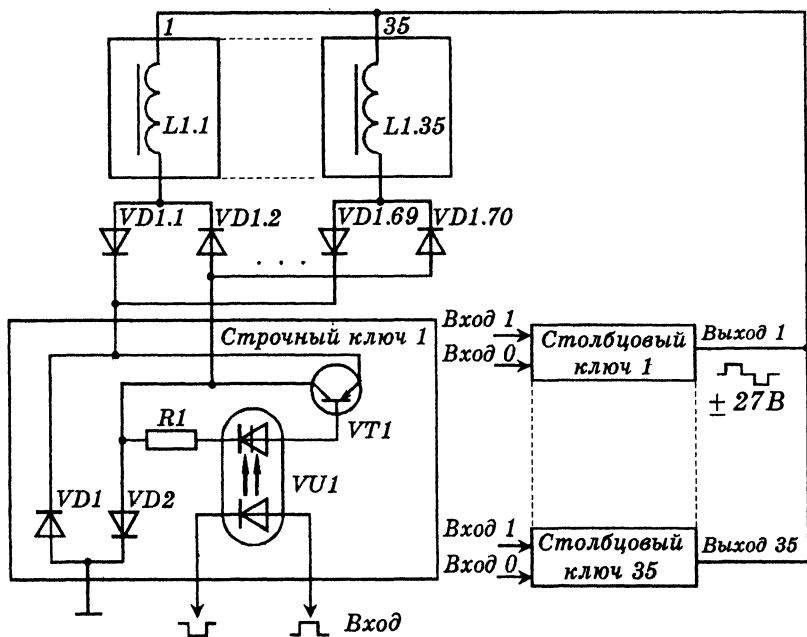 1
35
L1.1
L1.35
VD1.1
VD1.2
VD1.69
VD1.70
. . .
Строчный ключ 1
R1
VT1
VU1
VD1
VD2
Вход
Вход 1
Вход 0
Столбцовый
ключ 1
Выход 1
± 27В
Вход 1
Вход 0
Столбцовый
ключ 35
Выход 35